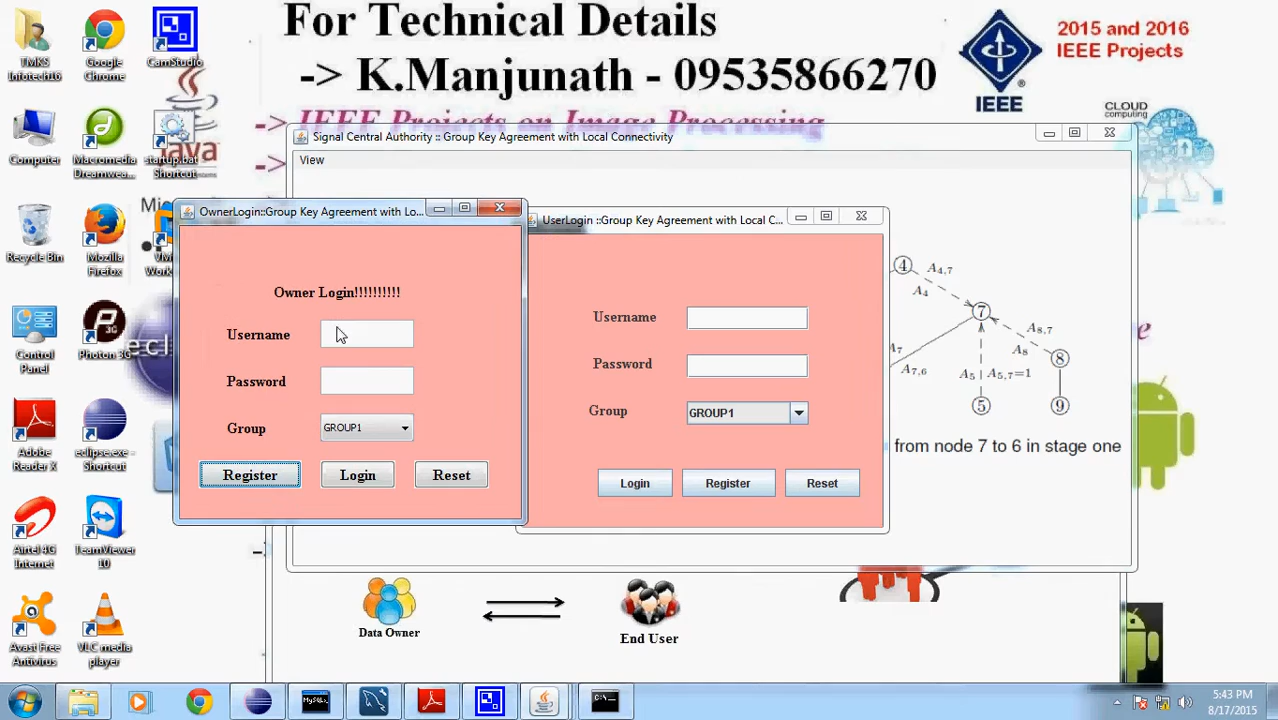 For Technical Details
-> K.Manjunath - 09535866270
2015 and 2016
IEEE Projects
IEEE
CLOUD
computing
-> IEEE Projects on Image Processing
->
->
TMKS
Infotech16
Google
Chrome
CamStudio
Java
Computer
Macromedia
Dreamwea...
startup.bat
Shortcut
Recycle Bin
Mozilla
Firefox
Control
Panel
Photon 3G
Adobe
Reader X
eclipse.exe -
Shortcut
Airtel 4G
Internet
TeamViewer
10
Avast Free
Antivirus
VLC media
player
Signal Central Authority :: Group Key Agreement with Local Connectivity
View
OwnerLogin::Group Key Agreement with Lo...
Owner Login!!!!!!!!!!
Username
Password
Group
GROUP1
Register
Login
Reset
UserLogin ::Group Key Agreement with Local C...
Username
Password
Group
GROUP1
Login
Register
Reset
4
A4,7
A4
7
A8,7
A8
8
A7,6
A5
A5,7=1
5
9
from node 7 to 6 in stage one
Data Owner
End User
MySQL
C:\
5:43 PM
8/17/2015